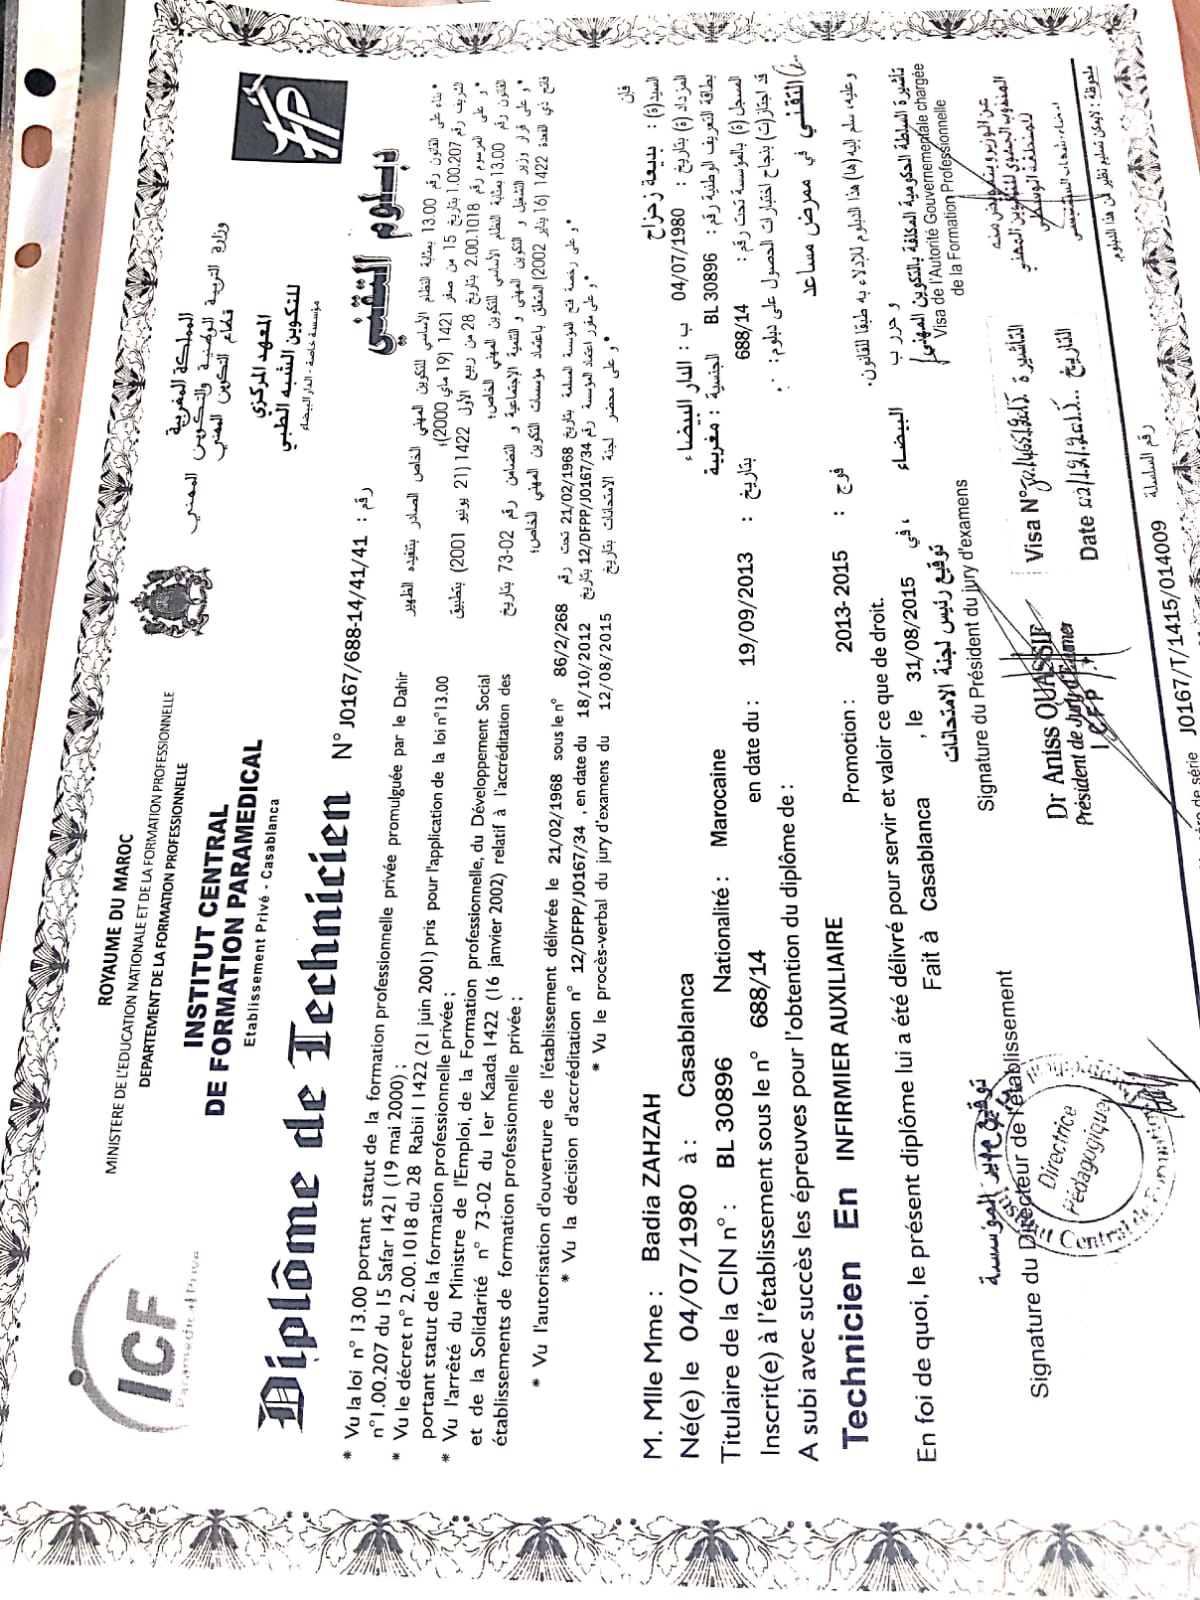 ROYAUME DU MAROC
MINISTERE DE L'EDUCATION NATIONALE ET DE LA FORMATION PROFESSIONNELLE
DEPARTEMENT DE LA FORMATION PROFESSIONNELLE
INSTITUT CENTRAL
DE FORMATION PARAMEDICAL
Etablissement Privé - Casablanca
ICF
Paramedical Privé
المملكة المغربية
وزارة التربية الوطنية والتكوين المهني
قطاع التكوين المهني
المعهد المركزي
للتكوين الشبه الطبي
مؤسسة خاصة - الدار البيضاء
Diplôme de Technicien
N° J0167/688-14/41/41 : رقم
دبلوم التقني
* Vu la loi n° 13.00 portant statut de la formation professionnelle privée promulguée par le Dahir
n°1.00.207 du 15 Safar 1421 (19 mai 2000) ;
* Vu le décret n° 2.00.1018 du 28 Rabii I 1422 (21 juin 2001) pris pour l'application de la loi n°13.00
portant statut de la formation professionnelle privée ;
* Vu l'arrêté du Ministre de l'Emploi, de la Formation professionnelle, du Développement Social
et de la Solidarité n° 73-02 du 1er Kaada 1422 (16 janvier 2002) relatif à l'accréditation des
établissements de formation professionnelle privée ;
* Vu l'autorisation d'ouverture de l'établissement délivrée le 21/02/1968 sous le n° 86/2/268
* Vu la décision d'accréditation n° 12/DFPP/J0167/34 , en date du 18/10/2012
* Vu le procès-verbal du jury d'examens du 12/08/2015
*بناء على القانون رقم 13.00 بمثابة النظام الأساسي للتكوين المهني الخاص الصادر بتنفيذه الظهير
الشريف رقم 1.00.207 بتاريخ 15 من صفر 1421 (19 ماي 2000)؛
*و على المرسوم رقم 2.00.1018 بتاريخ 28 من ربيع الأول 1422 (21 يونيو 2001) بتطبيق
القانون رقم 13.00 بمثابة النظام الأساسي للتكوين المهني الخاص؛
*و على قرار وزير التشغيل و التكوين المهني و التنمية الإجتماعية و التضامن رقم 73-02 بتاريخ
فاتح ذي القعدة 1422 (16 يناير 2002) المتعلق باعتماد مؤسسات التكوين المهني الخاص؛
*و على رخصة فتح المؤسسة المسلمة بتاريخ 21/02/1968 تحت رقم
*و على مقرر اعتماد المؤسسة رقم 12/DFPP/J0167/34 بتاريخ
*و على محضر لجنة الامتحانات بتاريخ
فإن
M. Mlle Mme : Badia ZAHZAH
السيد(ة) : بديعة زحزاح
Né(e) le 04/07/1980 à : Casablanca
المزداد(ة) بتاريخ : 04/07/1980 ب : الدار البيضاء
Titulaire de la CIN n° : BL 30896 Nationalité : Marocaine
بطاقة التعريف الوطنية رقم : BL 30896 الجنسية : مغربية
Inscrit(e) à l'établissement sous le n° 688/14 en date du : 19/09/2013 : بتاريخ
المسجل(ة) بالمؤسسة تحت رقم : 688/14
A subi avec succès les épreuves pour l'obtention du diplôme de :
قد اجتاز(ت) بنجاح اختبارات الحصول على دبلوم :
Technicien En INFIRMIER AUXILIAIRE
Promotion : 2013-2015 : فوج
التقني في ممرض مساعد
En foi de quoi, le présent diplôme lui a été délivré pour servir et valoir ce que de droit.
وعليه، سلم إليه(ها) هذا الدبلوم للإدلاء به طبقا للقانون.
Fait à Casablanca , le 31/08/2015 في ، البيضاء و حرر ب
توقيع مدير المؤسسة
Signature du Directeur de l'établissement
Directrice
Pédagogique
Institut Central de Formation
توقيع رئيس لجنة الامتحانات
Signature du Président du jury d'examens
Dr Aniss OUASSIF
Président de Jury d'Examer
I C F P
تأشيرة السلطة الحكومية المكلفة بالتكوين المهني
Visa de l'Autorité Gouvernementale chargée
de la Formation Professionnelle
عن الوزير وبتفويض منه
المندوب الجهوي للتكوين المهني
للمنطقة الوسطى
Visa N° التأشيرة
Date التاريخ
J0167/T/1415/014009 رقم السلسلة
de série